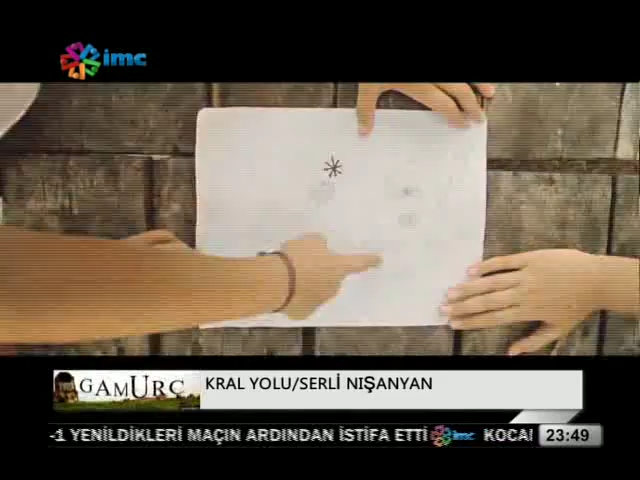 imc
GAMURC
KRAL YOLU/SERLİ NIŞANYAN
-1 YENİLDİKLERİ MAÇIN ARDINDAN İSTİFA ETTİ imc KOCAI 23:49